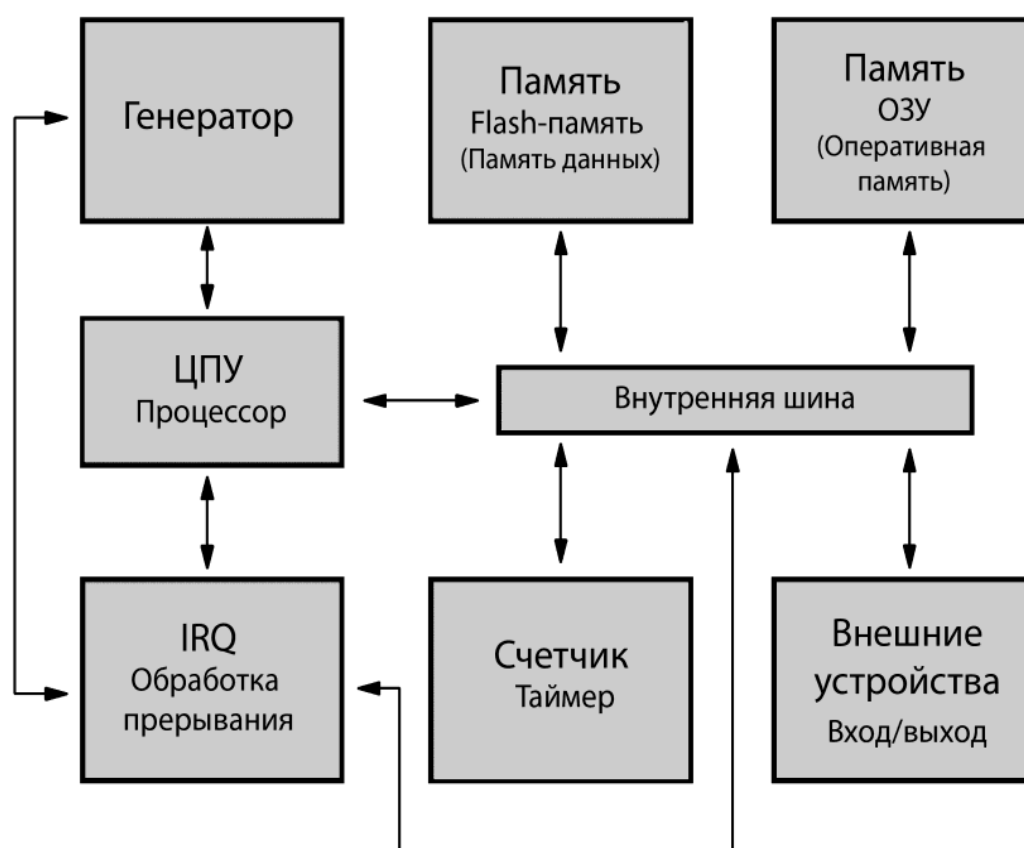 Генератор
Память
Flash-память
(Память данных)
Память
ОЗУ
(Оперативная
память)
ЦПУ
Процессор
Внутренняя шина
IRQ
Обработка
прерывания
Счетчик
Таймер
Внешние
устройства
Вход/выход